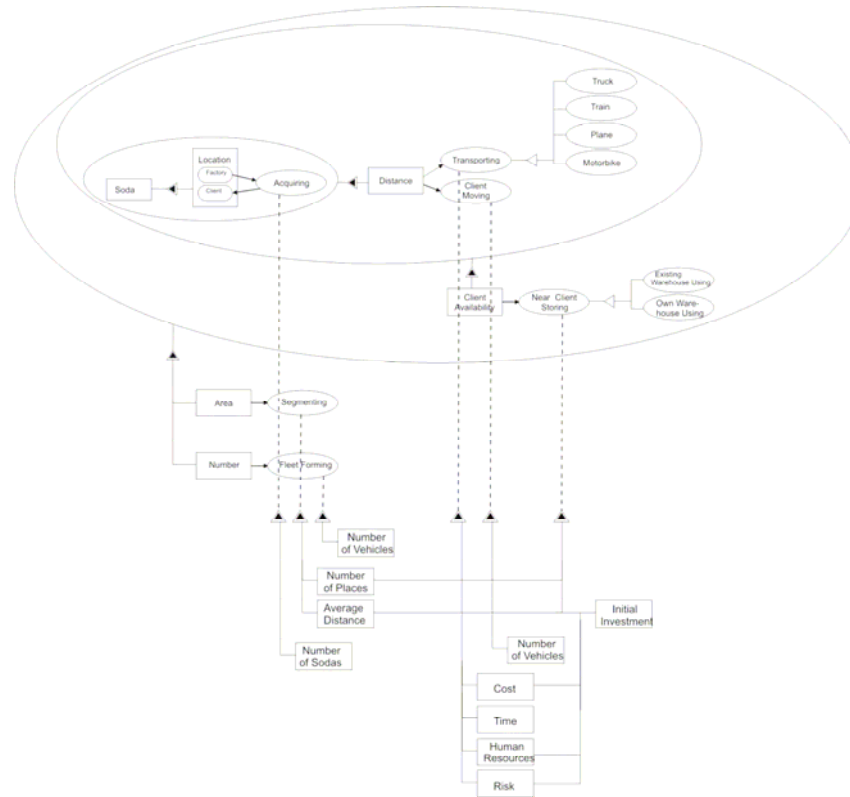 Truck
Train
Plane
Motorbike
Transporting
Client
Moving
Distance
Location
Factory
Client
Acquiring
Soda
Client
Availability
Near Client
Storing
Existing
Warehouse Using
Own Ware-
house Using
Area
Segmenting
Number
Fleet Forming
Number
of Vehicles
Number
of Places
Average
Distance
Initial
Investment
Number
of Sodas
Number
of Vehicles
Cost
Time
Human
Resources
Risk